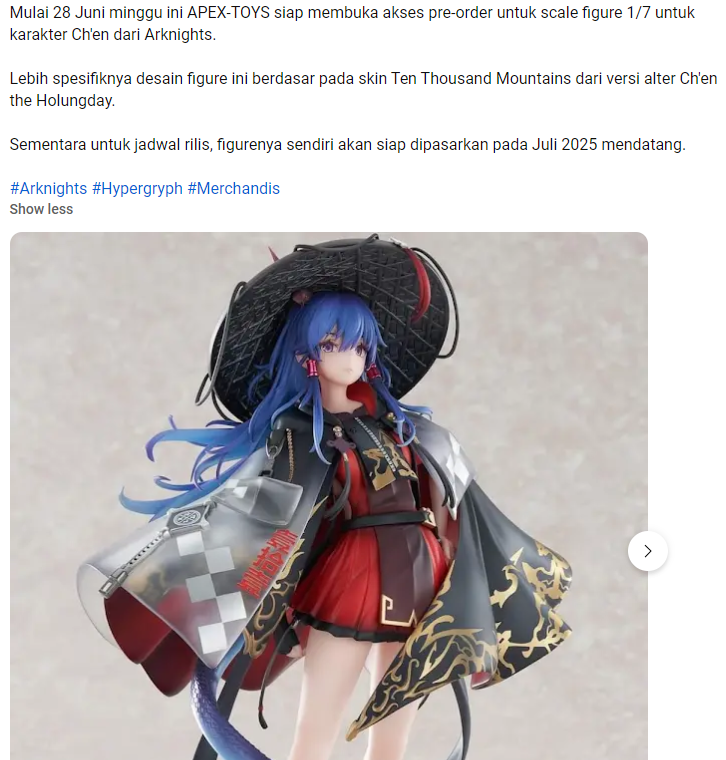 Mulai 28 Juni minggu ini APEX-TOYS siap membuka akses pre-order untuk scale figure 1/7 untuk
karakter Ch'en dari Arknights.
Lebih spesifiknya desain figure ini berdasar pada skin Ten Thousand Mountains dari versi alter Ch'en
the Holungday.
Sementara untuk jadwal rilis, figurenya sendiri akan siap dipasarkan pada Juli 2025 mendatang.
#Arknights #Hypergryph #Merchandis
Show less